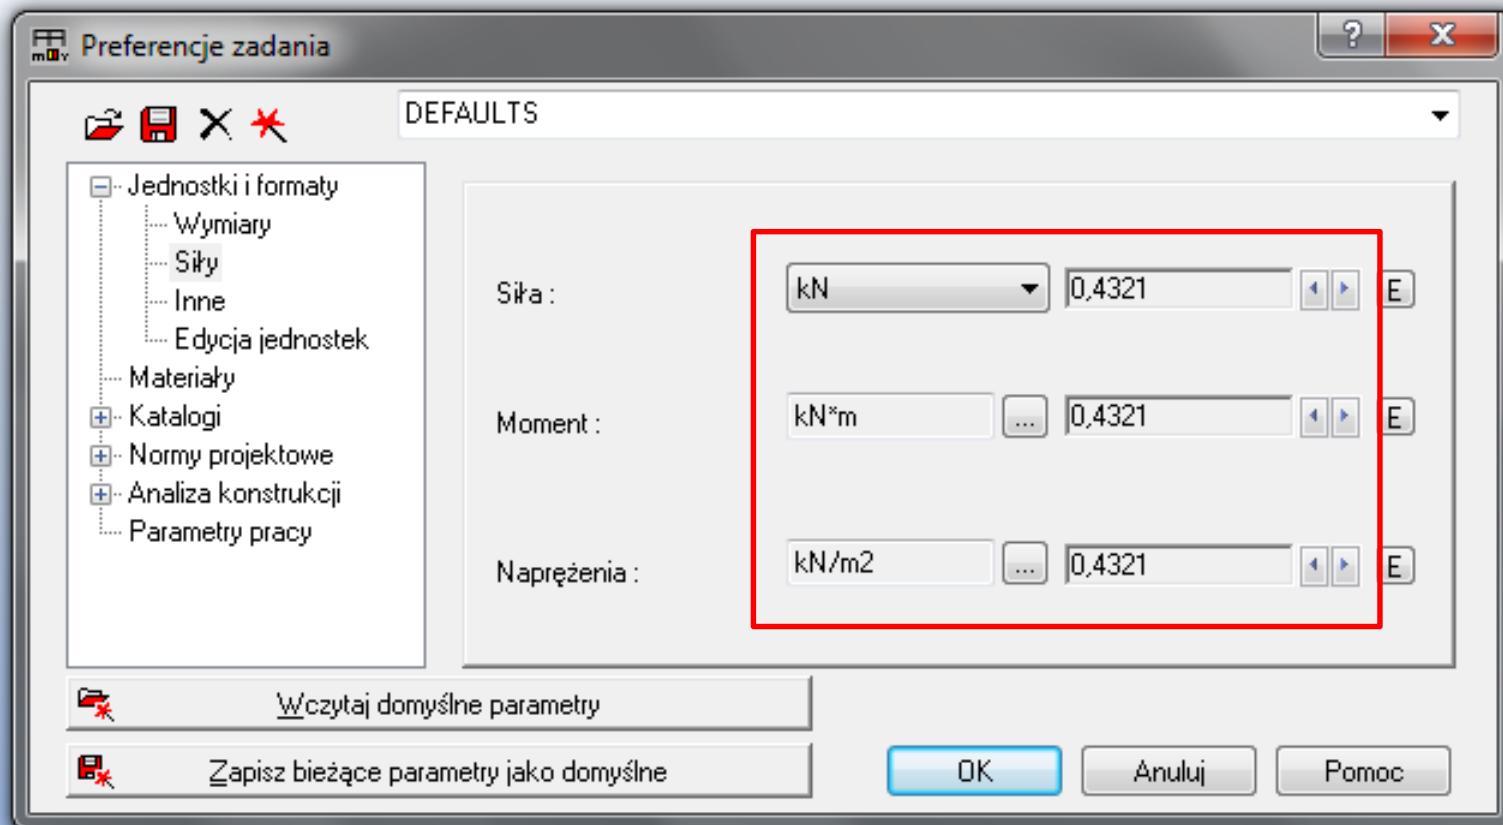 Preferencje zadania
?
X
DEFAULTS
Jednostki i formaty
Wymiary
Siły
Inne
Edycja jednostek
Materiały
Katalogi
Normy projektowe
Analiza konstrukcji
Parametry pracy
Siła : kN 0,4321 E
Moment : kN*m ... 0,4321 E
Naprężenia : kN/m2 ... 0,4321 E
Wczytaj domyślne parametry
Zapisz bieżące parametry jako domyślne
OK Anuluj Pomoc